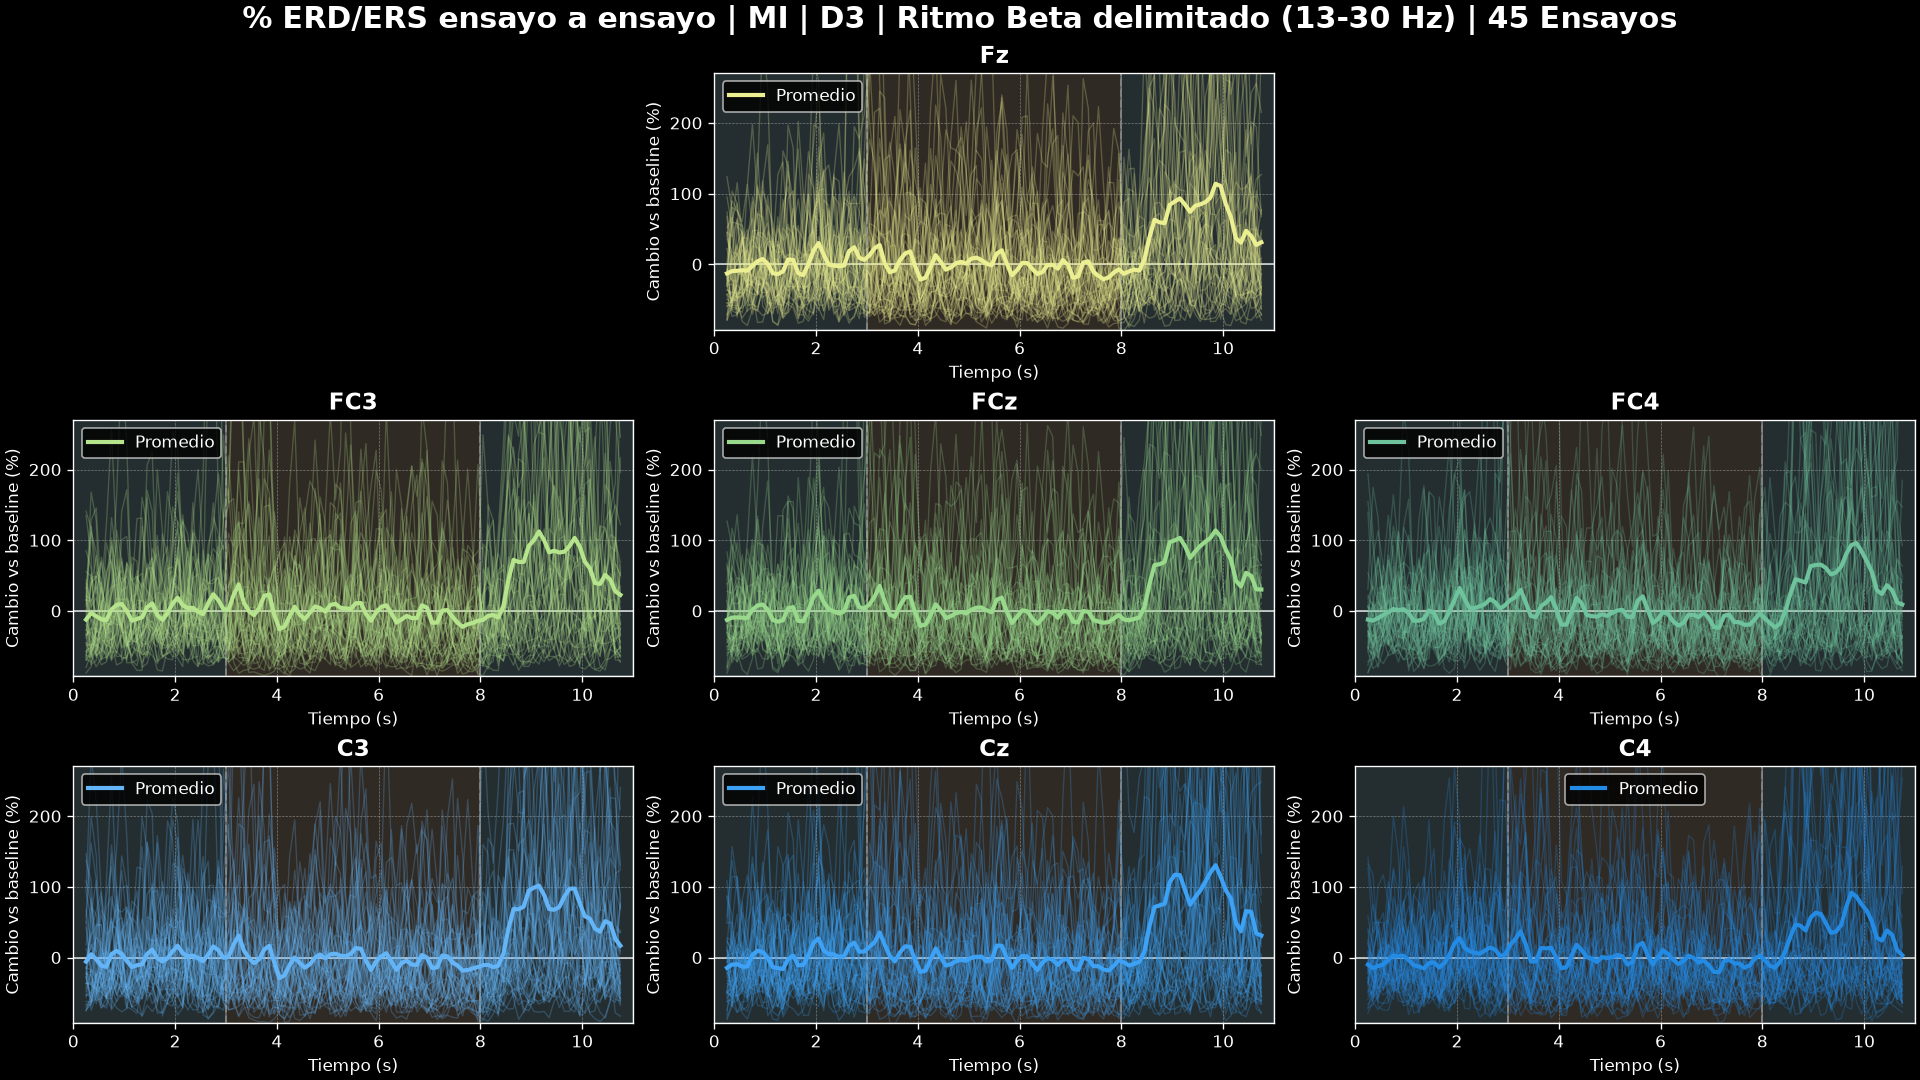 % ERD/ERS ensayo a ensayo | MI | D3 | Ritmo Beta delimitado (13-30 Hz) | 45 Ensayos
Fz
Promedio
Cambio vs baseline (%)
200
100
0
0 2 4 6 8 10
Tiempo (s)
FC3
Promedio
Cambio vs baseline (%)
200
100
0
0 2 4 6 8 10
Tiempo (s)
FCz
Promedio
Cambio vs baseline (%)
200
100
0
0 2 4 6 8 10
Tiempo (s)
FC4
Promedio
Cambio vs baseline (%)
200
100
0
0 2 4 6 8 10
Tiempo (s)
C3
Promedio
Cambio vs baseline (%)
200
100
0
0 2 4 6 8 10
Tiempo (s)
Cz
Promedio
Cambio vs baseline (%)
200
100
0
0 2 4 6 8 10
Tiempo (s)
C4
Promedio
Cambio vs baseline (%)
200
100
0
0 2 4 6 8 10
Tiempo (s)